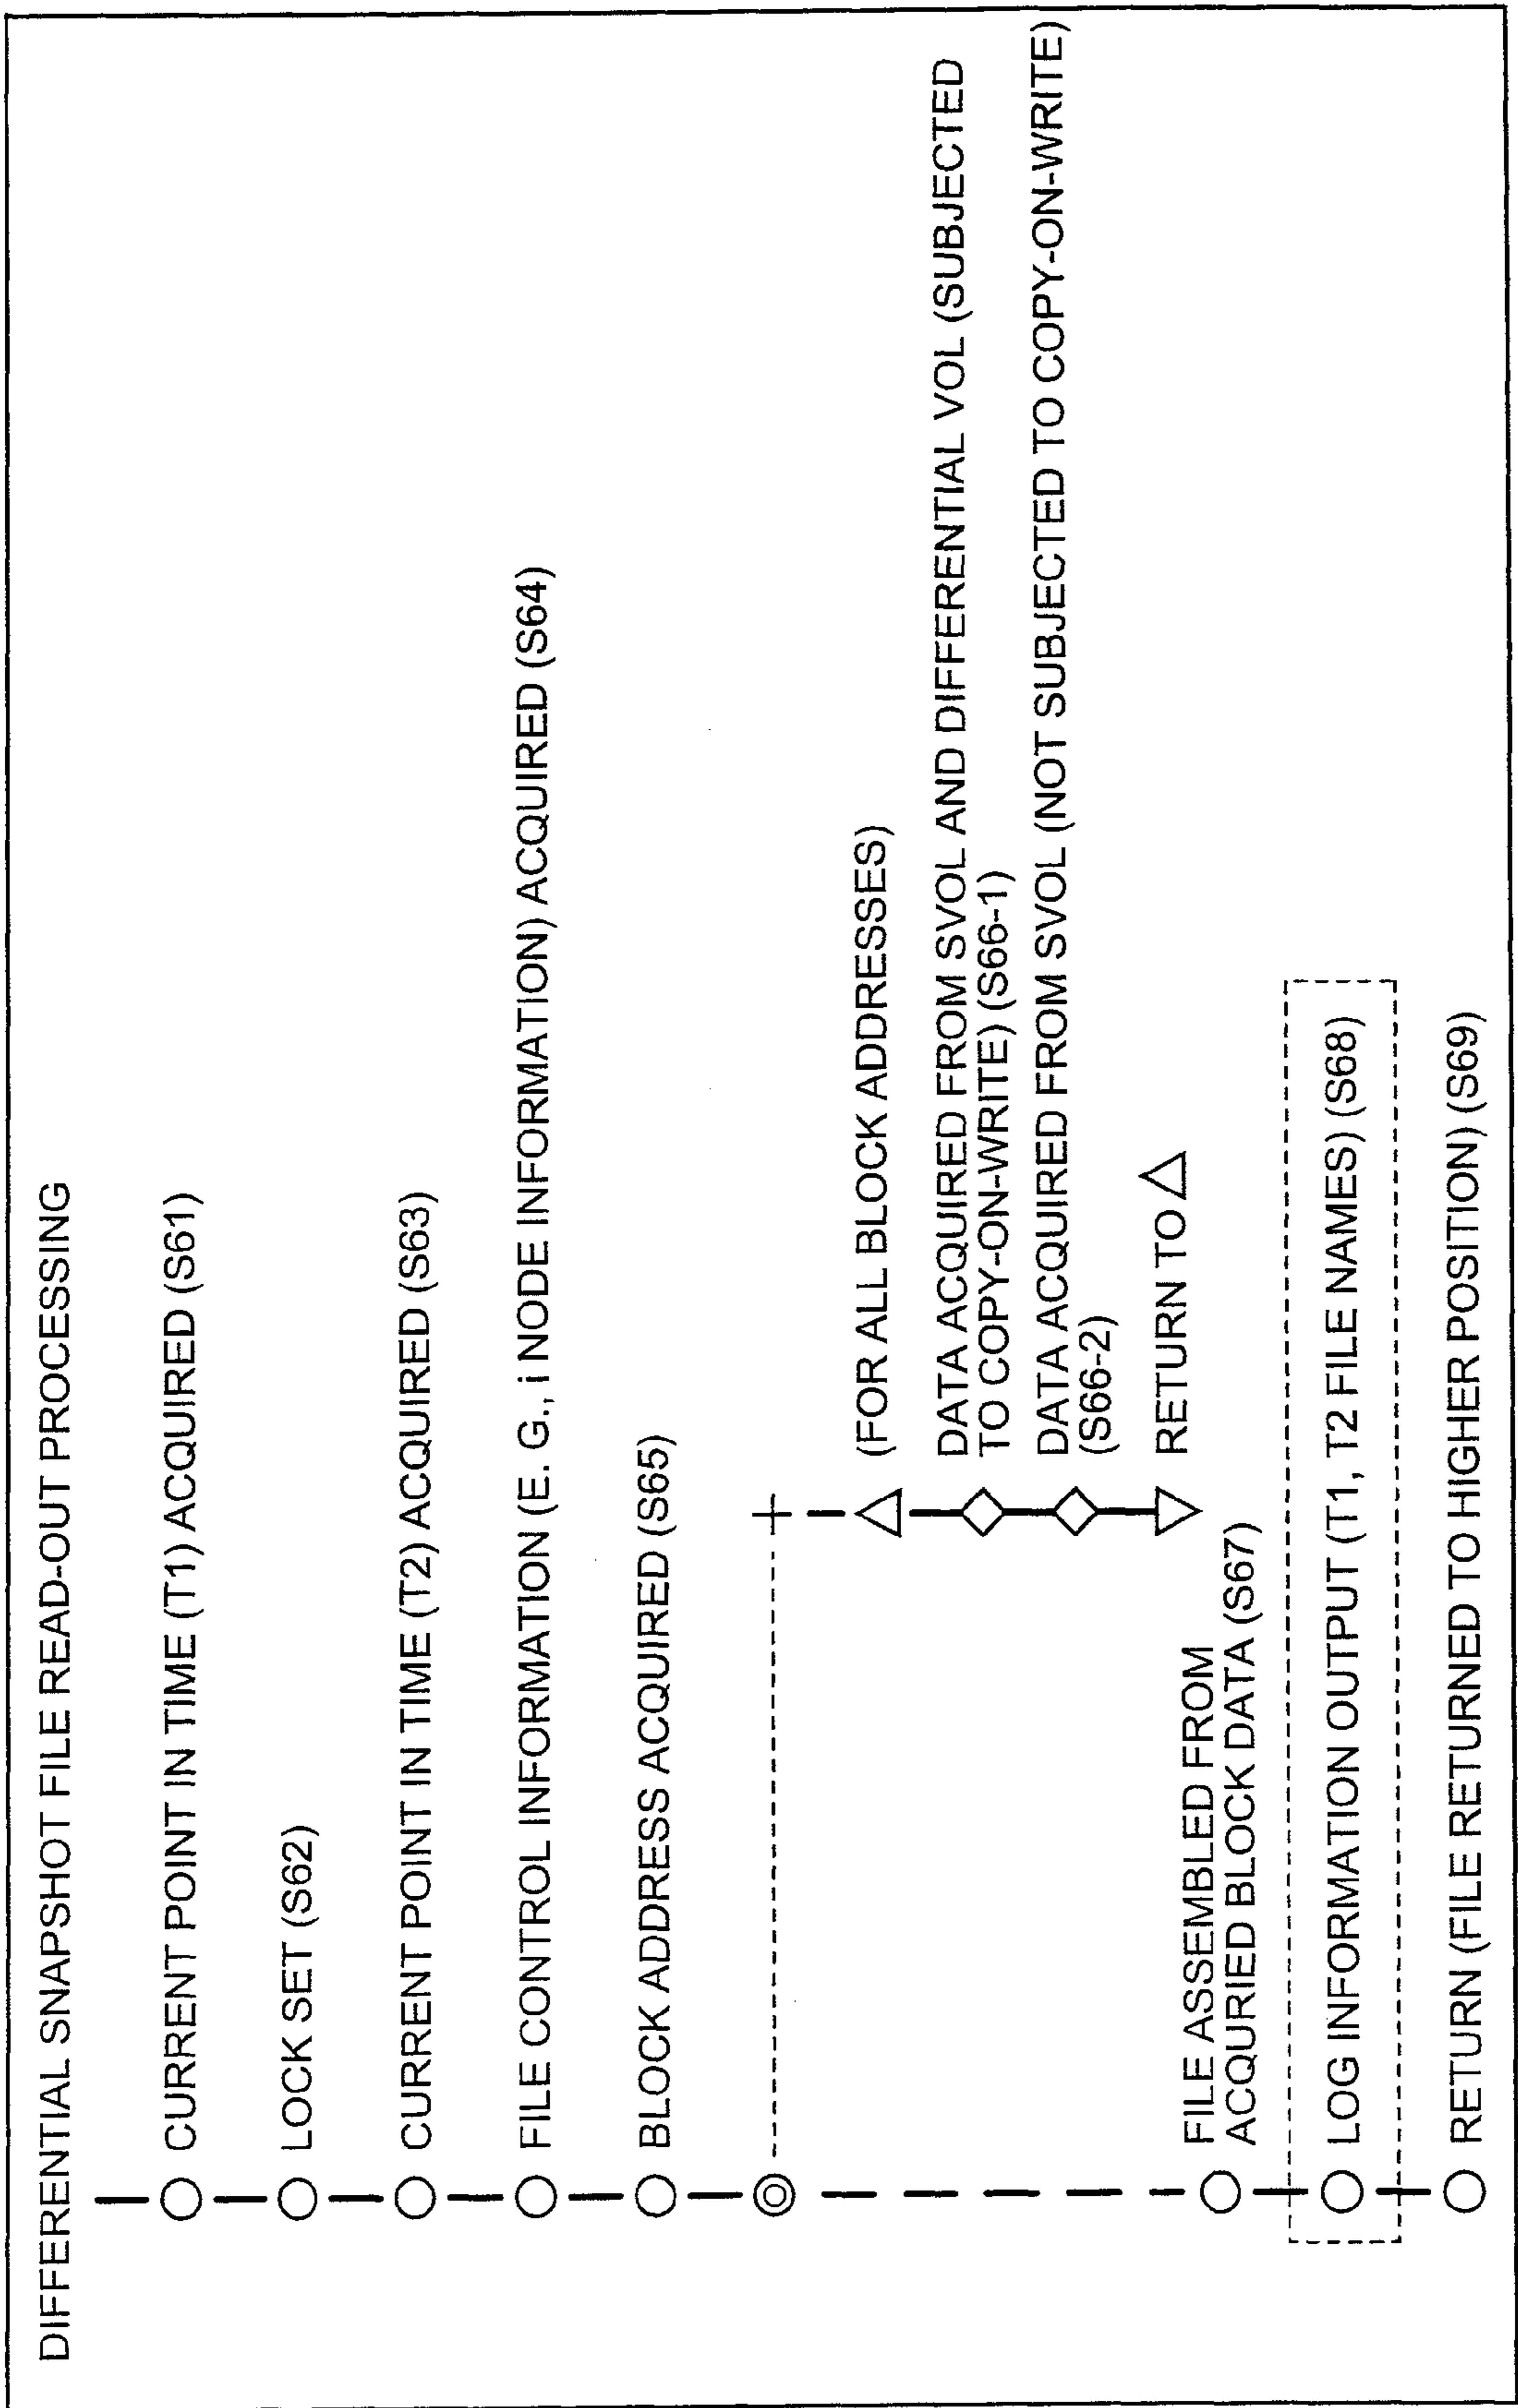 DIFFERENTIAL SNAPSHOT FILE READ-OUT PROCESSING
CURRENT POINT IN TIME (T1) ACQUIRED (S61)
LOCK SET (S62)
CURRENT POINT IN TIME (T2) ACQUIRED (S63)
FILE CONTROL INFORMATION (E. G., i NODE INFORMATION) ACQUIRED (S64)
BLOCK ADDRESS ACQUIRED (S65)
(FOR ALL BLOCK ADDRESSES)
DATA ACQUIRED FROM SVOL AND DIFFERENTIAL VOL (SUBJECTED
TO COPY-ON-WRITE) (S66-1)
DATA ACQUIRED FROM SVOL (NOT SUBJECTED TO COPY-ON-WRITE)
(S66-2)
RETURN TO △
FILE ASSEMBLED FROM
ACQURIED BLOCK DATA (S67)
LOG INFORMATION OUTPUT (T1, T2 FILE NAMES) (S68)
RETURN (FILE RETURNED TO HIGHER POSITION) (S69)